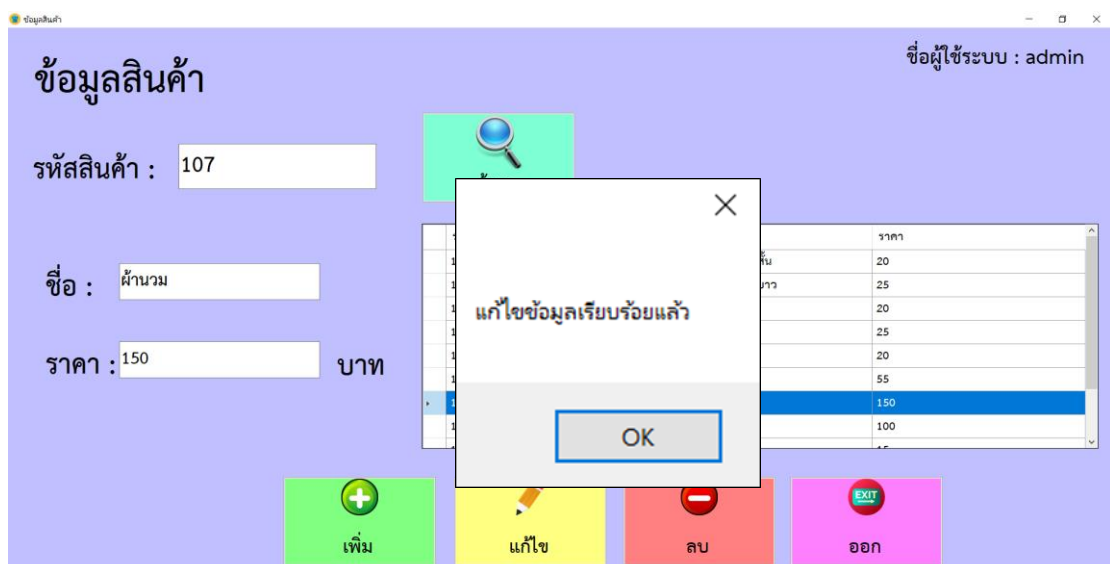 ข้อมูลสินค้า
ข้อมูลสินค้า
ชื่อผู้ใช้ระบบ : admin
รหัสสินค้า : 107
ชื่อ : ผ้านวม
ราคา : 150 บาท
ราคา
20
25
20
25
20
55
150
100
แก้ไขข้อมูลเรียบร้อยแล้ว
OK
เพิ่ม
แก้ไข
ลบ
EXIT
ออก